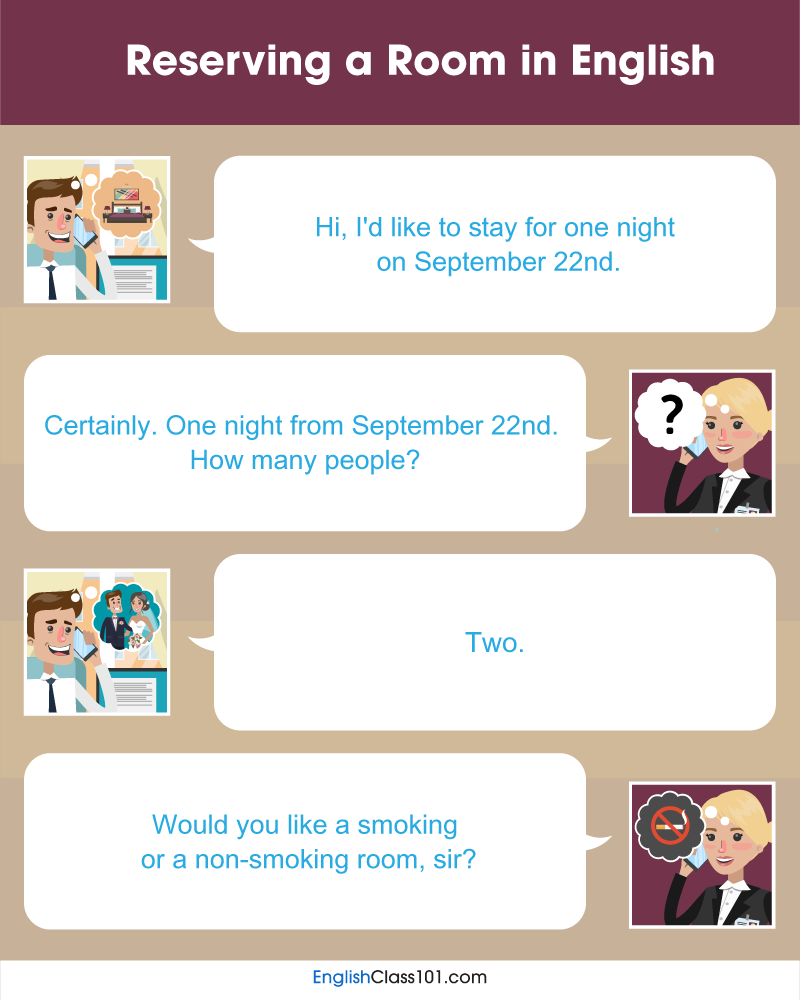 Reserving a Room in English
Hi, I'd like to stay for one night
on September 22nd.
Certainly. One night from September 22nd.
How many people?
?
Two.
Would you like a smoking
or a non-smoking room, sir?
EnglishClass101.com